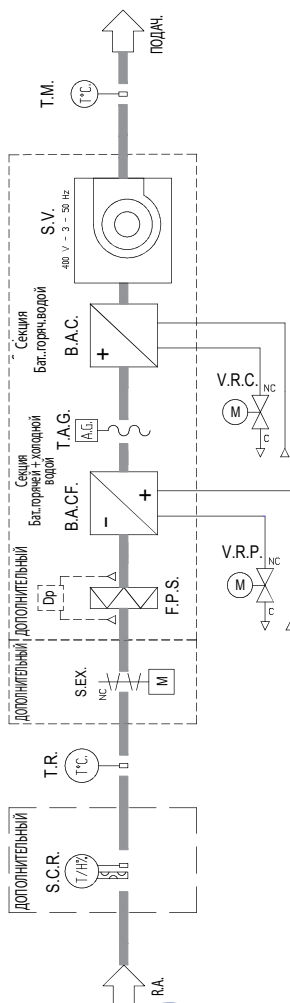 ПОДАЧ.
T.M.
T°C.
S.V.
400 V - 3 - 50 Hz
Секция
Бат..горяч.водой
B.A.C.
+
V.R.C.
NC
M
C
T.A.G.
A.G.
Секция
Бат..горячей + холодной
водой
B.A.CF.
-
+
V.R.P.
NC
M
C
ДОПОЛНИТЕЛЬНЫЙ
Dp
F.P.S.
ДОПОЛНИТЕЛЬНЫЙ
S.EX.
NC
M
T.R.
T°C.
ДОПОЛНИТЕЛЬНЫЙ
S.C.R.
T/H%
R.A.